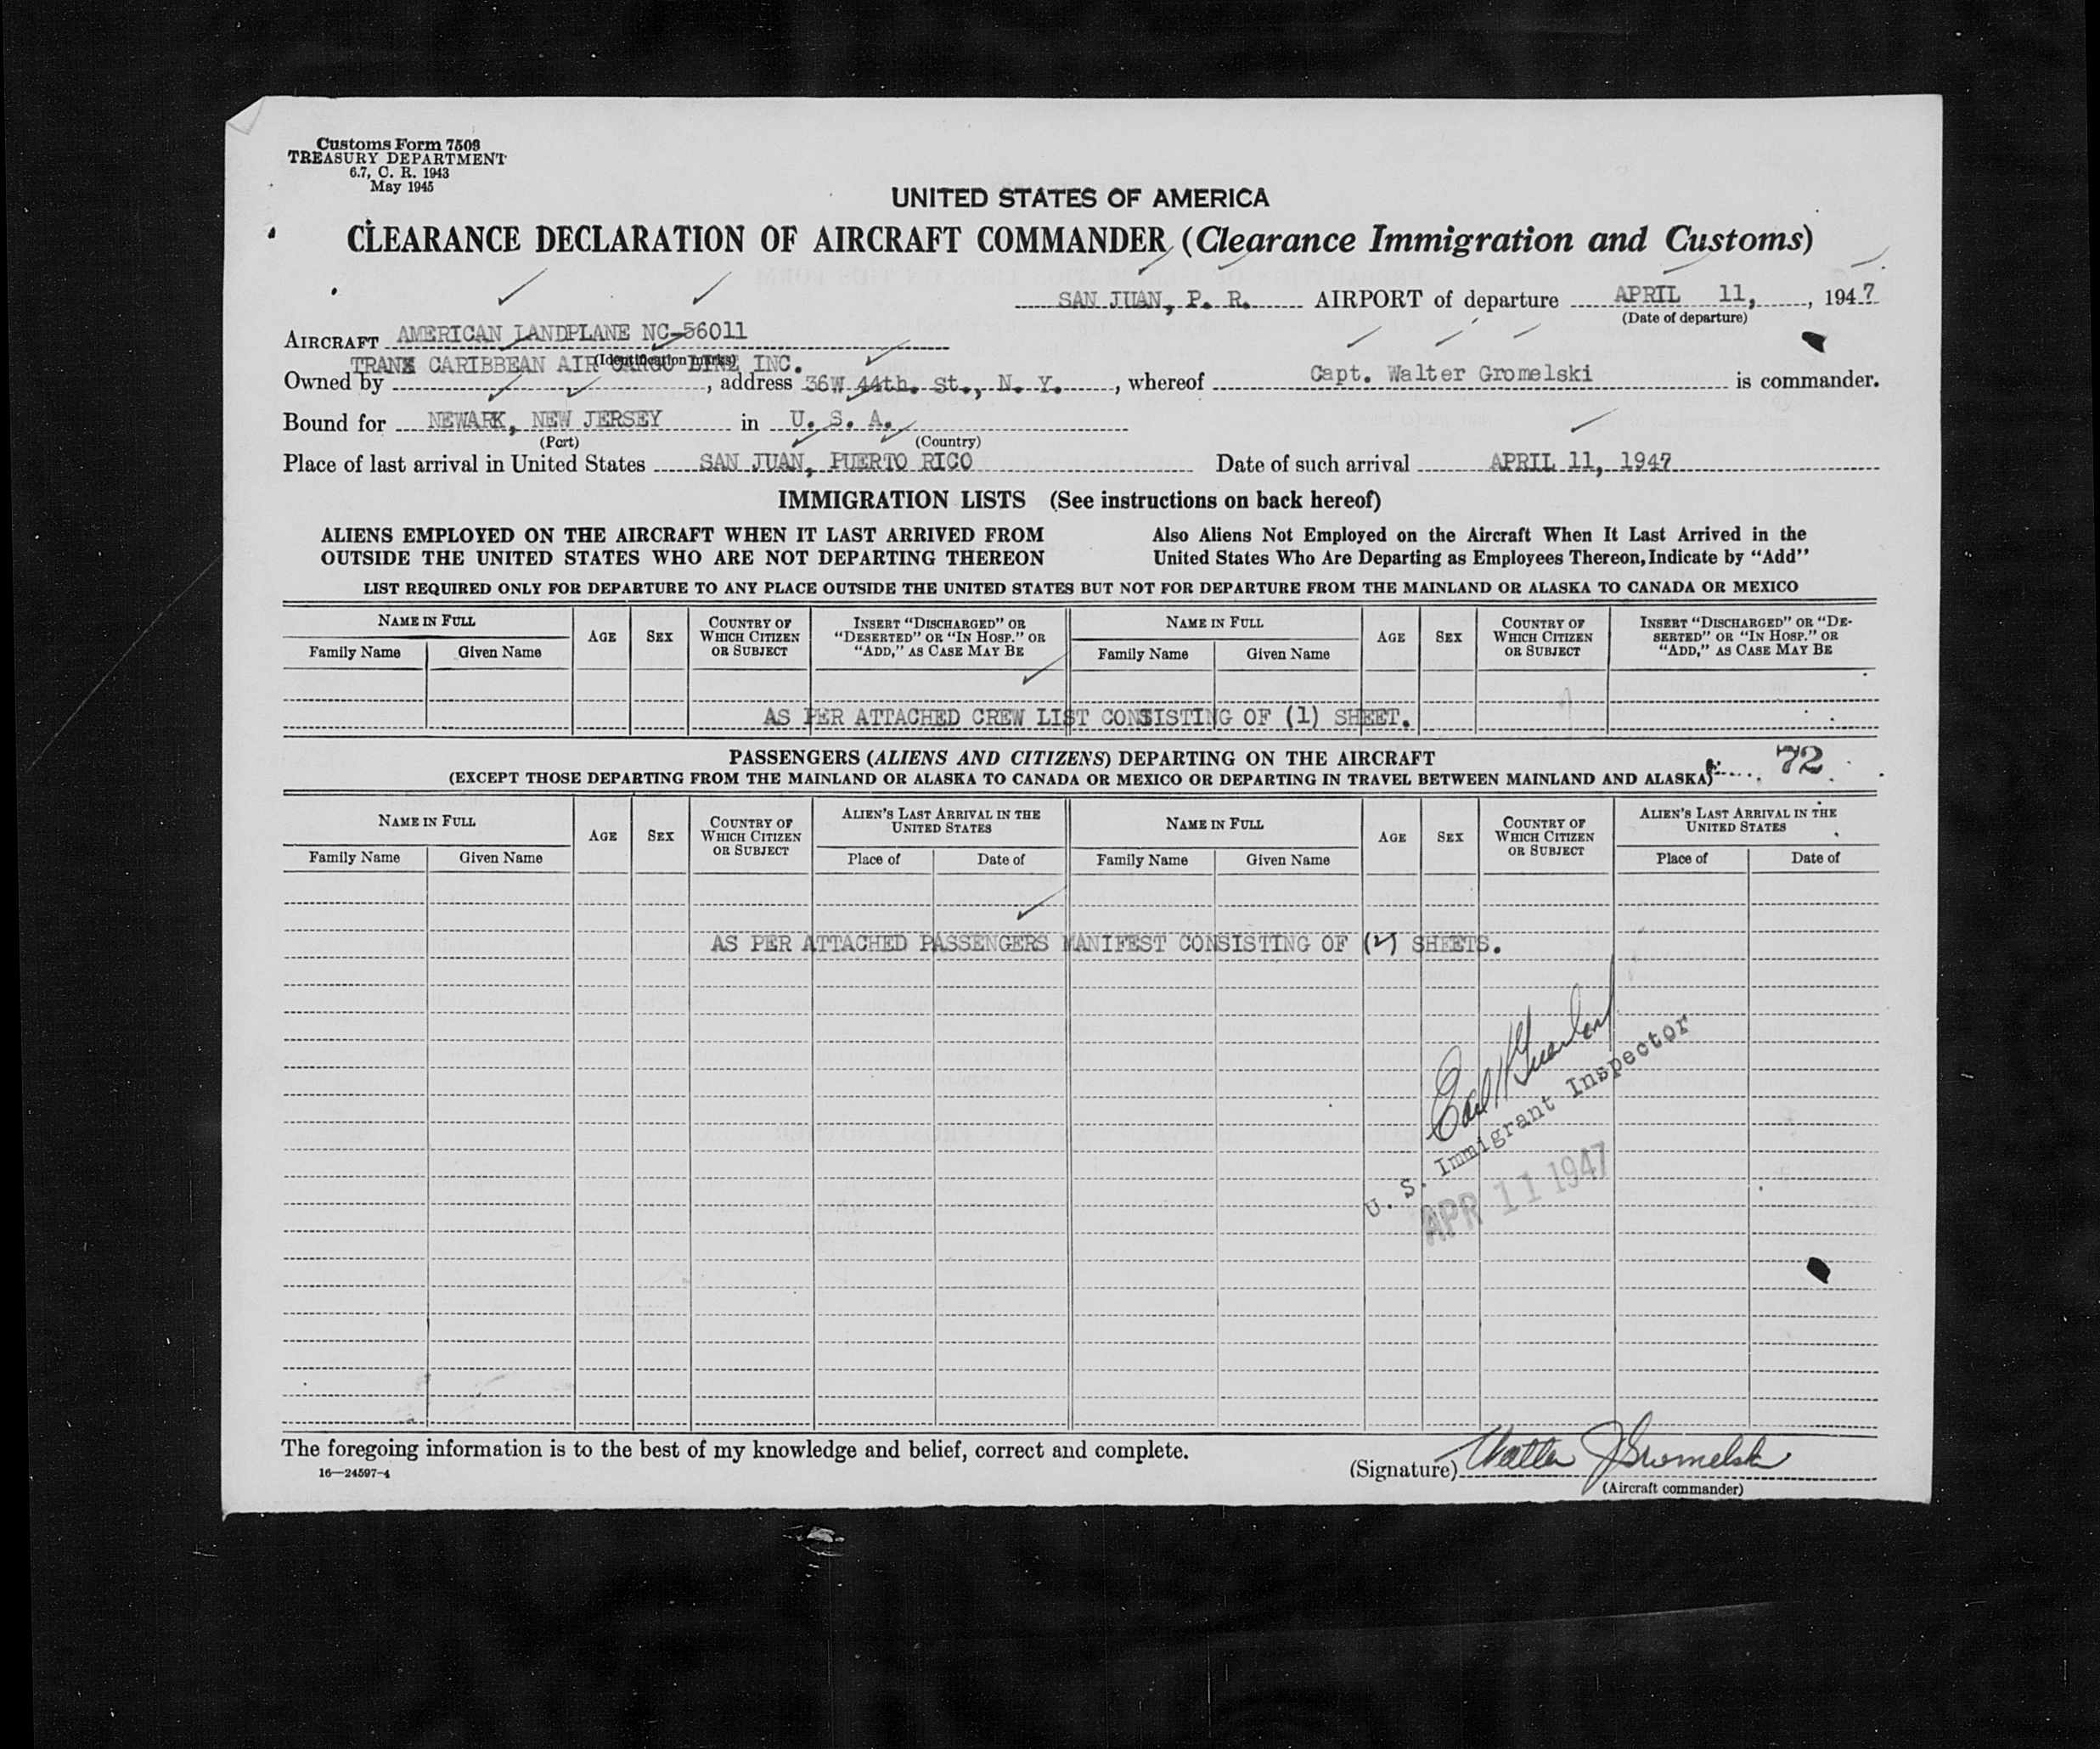 Customs Form 7509
TREASURY DEPARTMENT
6.7, C. R. 1943
May 1945
UNITED STATES OF AMERICA
CLEARANCE DECLARATION OF AIRCRAFT COMMANDER (Clearance Immigration and Customs)
SAN JUAN, P. R. AIRPORT of departure APRIL 11, , 1947
(Date of departure)
AIRCRAFT AMERICAN LANDPLANE NC-56011
(Identification marks)
TRANS CARIBBEAN AIR CARGO LINE INC.
Owned by , address 36W 44th. St., N. Y. , whereof Capt. Walter Gromelski is commander.
Bound for NEWARK, NEW JERSEY in U. S. A.
(Port) (Country)
Place of last arrival in United States SAN JUAN, PUERTO RICO Date of such arrival APRIL 11, 1947
IMMIGRATION LISTS (See instructions on back hereof)
ALIENS EMPLOYED ON THE AIRCRAFT WHEN IT LAST ARRIVED FROM
OUTSIDE THE UNITED STATES WHO ARE NOT DEPARTING THEREON
Also Aliens Not Employed on the Aircraft When It Last Arrived in the
United States Who Are Departing as Employees Thereon, Indicate by "Add"
LIST REQUIRED ONLY FOR DEPARTURE TO ANY PLACE OUTSIDE THE UNITED STATES BUT NOT FOR DEPARTURE FROM THE MAINLAND OR ALASKA TO CANADA OR MEXICO
NAME IN FULL
Family Name Given Name
AGE
SEX
COUNTRY OF
WHICH CITIZEN
OR SUBJECT
INSERT "DISCHARGED" OR
"DESERTED" OR "IN HOSP." OR
"ADD," AS CASE MAY BE
NAME IN FULL
Family Name Given Name
AGE
SEX
COUNTRY OF
WHICH CITIZEN
OR SUBJECT
INSERT "DISCHARGED" OR "DE-
SERTED" OR "IN HOSP." OR
"ADD," AS CASE MAY BE
AS PER ATTACHED CREW LIST CONSISTING OF (1) SHEET.
PASSENGERS (ALIENS AND CITIZENS) DEPARTING ON THE AIRCRAFT
(EXCEPT THOSE DEPARTING FROM THE MAINLAND OR ALASKA TO CANADA OR MEXICO OR DEPARTING IN TRAVEL BETWEEN MAINLAND AND ALASKA)
72
NAME IN FULL
Family Name Given Name
AGE
SEX
COUNTRY OF
WHICH CITIZEN
OR SUBJECT
ALIEN'S LAST ARRIVAL IN THE
UNITED STATES
Place of Date of
NAME IN FULL
Family Name Given Name
AGE
SEX
COUNTRY OF
WHICH CITIZEN
OR SUBJECT
ALIEN'S LAST ARRIVAL IN THE
UNITED STATES
Place of Date of
AS PER ATTACHED PASSENGERS MANIFEST CONSISTING OF (2) SHEETS.
U. S. Immigrant Inspector
APR 11 1947
The foregoing information is to the best of my knowledge and belief, correct and complete.
16—24597-4
(Signature) Walter J Gromelski
(Aircraft commander)